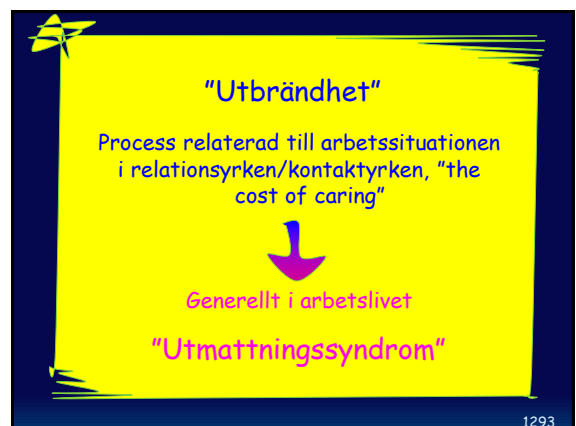 "Utbrändhet"
Process relaterad till arbetssituationen
i relationsyrken/kontaktyrken, "the
cost of caring"
Generellt i arbetslivet
"Utmattningssyndrom"
1293